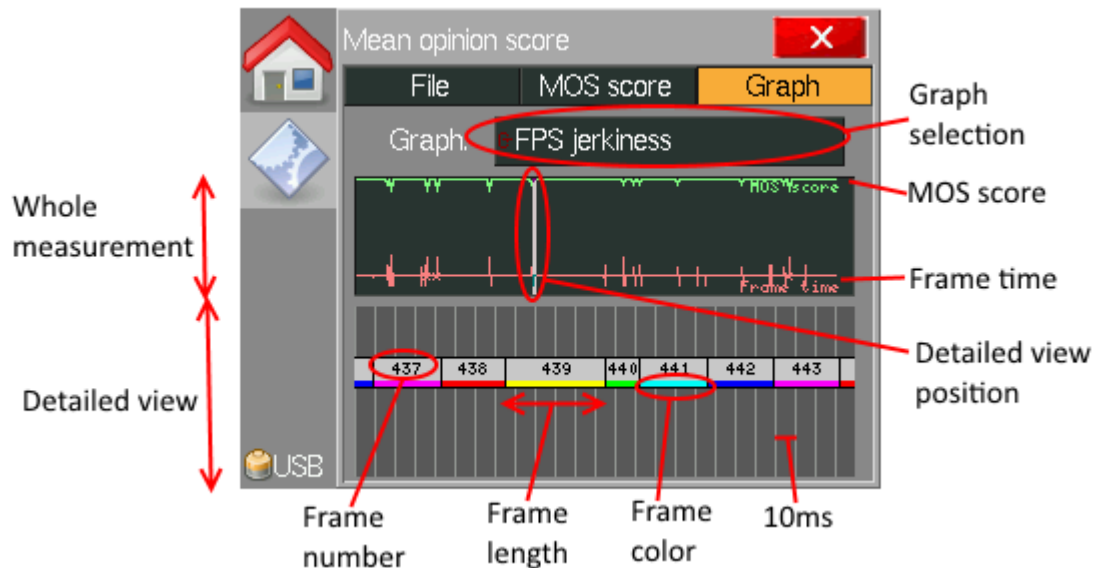 Mean opinion score
X
File
MOS score
Graph
Graph:
FPS jerkiness
Graph
selection
MOS score
MOS score
Whole
measurement
Frame time
Frame time
437
438
439
440
441
442
443
Detailed view
position
Detailed view
USB
Frame
number
Frame
length
Frame
color
10ms